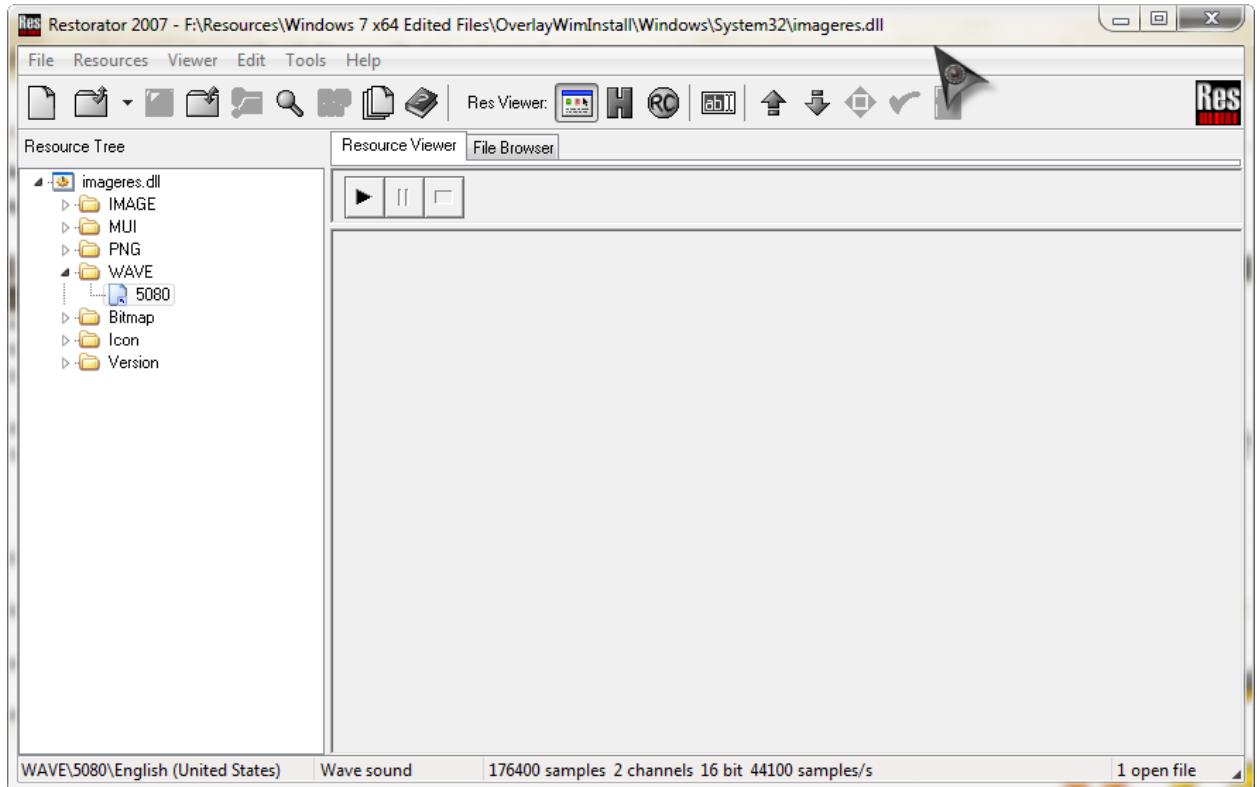 Restorator 2007 - F:\Resources\Windows 7 x64 Edited Files\OverlayWimInstall\Windows\System32\imageres.dll
File Resources Viewer Edit Tools Help
Res Viewer: H RC ab Res
Resource Tree
Resource Viewer File Browser
imageres.dll
IMAGE
MUI
PNG
WAVE
5080
Bitmap
Icon
Version
WAVE\5080\English (United States) Wave sound 176400 samples 2 channels 16 bit 44100 samples/s 1 open file